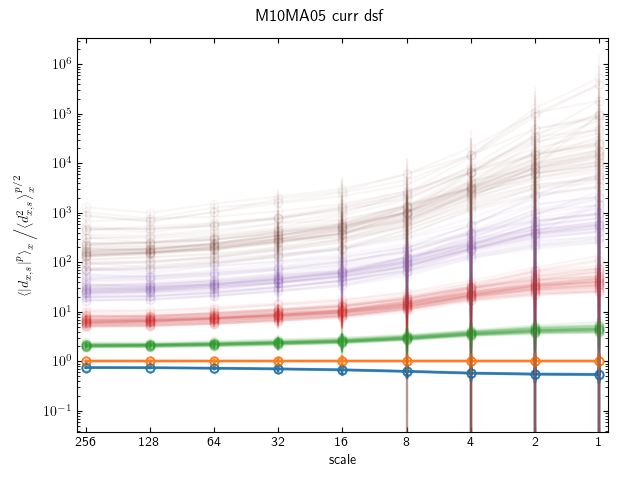 M10MA05 curr dsf
⟨|d_{x,s}|^p⟩_x / ⟨d_{x,s}^2⟩_x^{p/2}
10^6
10^5
10^4
10^3
10^2
10^1
10^0
10^{-1}
256 128 64 32 16 8 4 2 1
scale